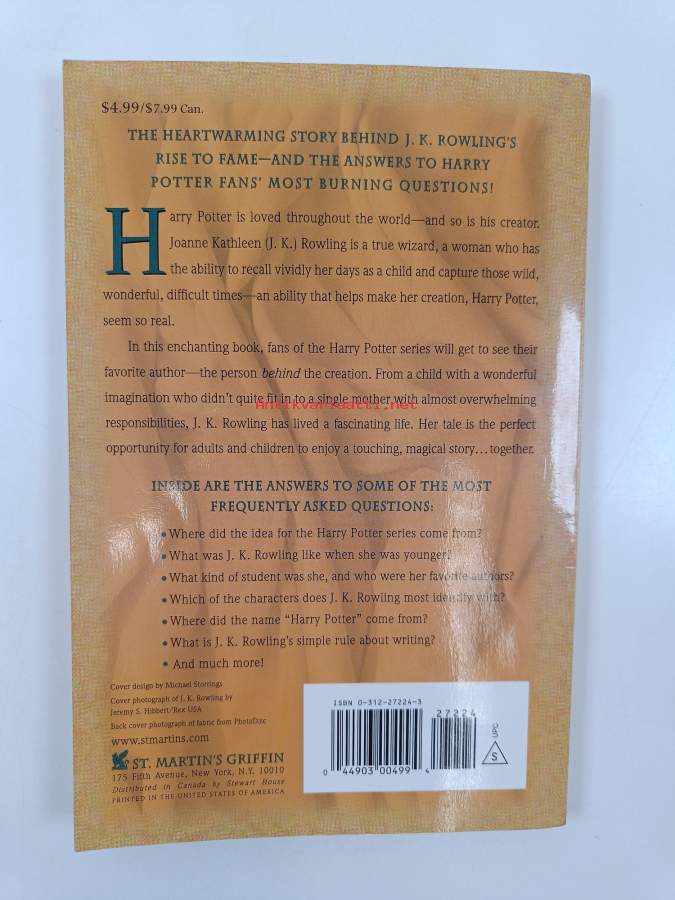 $4.99/$7.99 Can.
THE HEARTWARMING STORY BEHIND J. K. ROWLING'S
RISE TO FAME—AND THE ANSWERS TO HARRY
POTTER FANS' MOST BURNING QUESTIONS!
Harry Potter is loved throughout the world—and so is his creator.
Joanne Kathleen (J. K.) Rowling is a true wizard, a woman who has
the ability to recall vividly her days as a child and capture those wild,
wonderful, difficult times—an ability that helps make her creation, Harry Potter,
seem so real.
In this enchanting book, fans of the Harry Potter series will get to see their
favorite author—the person behind the creation. From a child with a wonderful
imagination who didn't quite fit in to a single mother with almost overwhelming
Antikvariaatti.net
responsibilities, J. K. Rowling has lived a fascinating life. Her tale is the perfect
opportunity for adults and children to enjoy a touching, magical story...together.
INSIDE ARE THE ANSWERS TO SOME OF THE MOST
FREQUENTLY ASKED QUESTIONS:
• Where did the idea for the Harry Potter series come from?
• What was J. K. Rowling like when she was younger?
• What kind of student was she, and who were her favorite authors?
• Which of the characters does J. K. Rowling most identify with?
• Where did the name "Harry Potter" come from?
• What is J. K. Rowling's simple rule about writing?
• And much more!
Cover design by Michael Storrings
Cover photograph of J. K. Rowling by
Jeremy S. Hibbert/Rex USA
Back cover photograph of fabric from PhotoDisc
www.stmartins.com
ST. MARTIN'S GRIFFIN
175 Fifth Avenue, New York, N.Y. 10010
Distributed in Canada by Stewart House
PRINTED IN THE UNITED STATES OF AMERICA
ISBN 0-312-27224-3
27224
0 44903 00499 4
UPC
S